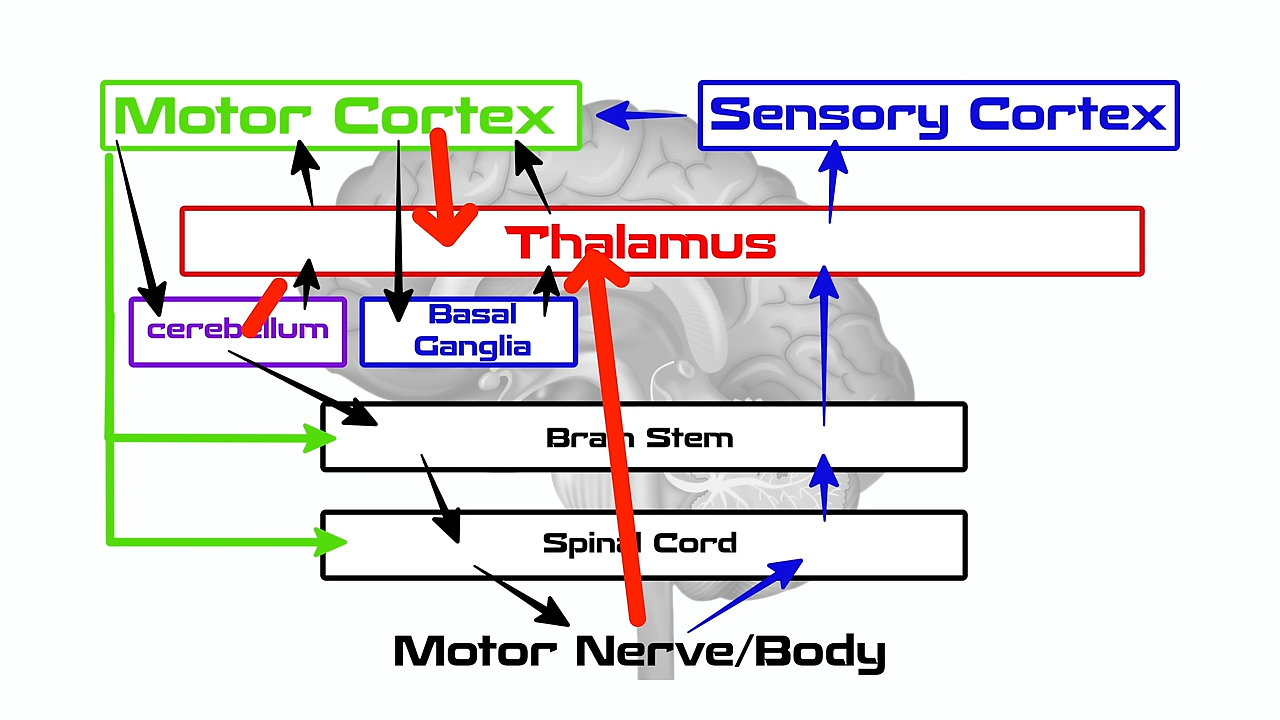 Motor Cortex
Sensory Cortex
Thalamus
cerebellum
Basal
Ganglia
Brain Stem
Spinal Cord
Motor Nerve/Body